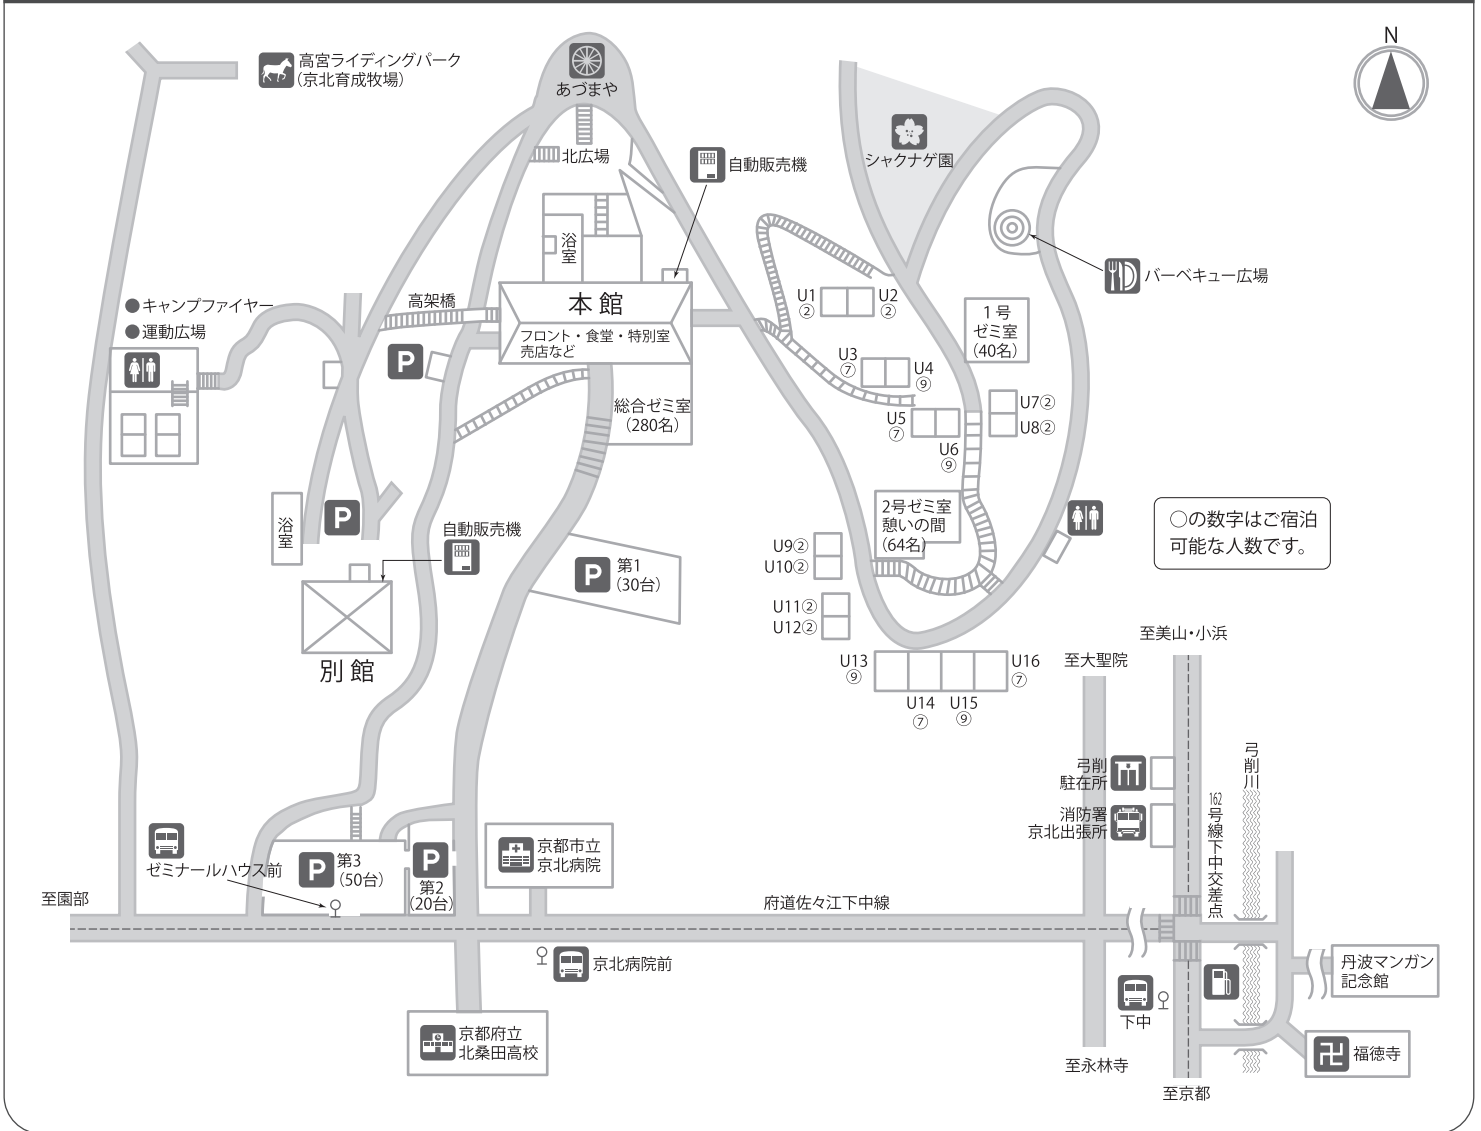 N
高宮ライディングパーク
(京北育成牧場)
あづまや
北広場
自動販売機
シャクナゲ園
浴室
バーベキュー広場
●キャンプファイヤー
●運動広場
高架橋
本館
フロント・食堂・特別室
売店など
P
総合ゼミ室
(280名)
U1
②
U2
②
1号
ゼミ室
(40名)
U3
⑦
U4
⑨
U5
⑦
U6
⑨
U7②
U8②
2号ゼミ室
憩いの間
(64名)
浴室
P
自動販売機
別館
P
第1
(30台)
U9②
U10②
U11②
U12②
U13
⑨
U14
⑦
U15
⑨
U16
⑦
○の数字はご宿泊
可能な人数です。
至美山・小浜
至大聖院
弓削
駐在所
消防署
京北出張所
162号線下中交差点
弓削川
ゼミナールハウス前
P
第3
(50台)
P
第2
(20台)
京都市立
京北病院
至園部
府道佐々江下中線
京北病院前
京都府立
北桑田高校
下中
丹波マンガン
記念館
卍
福徳寺
至永林寺
至京都